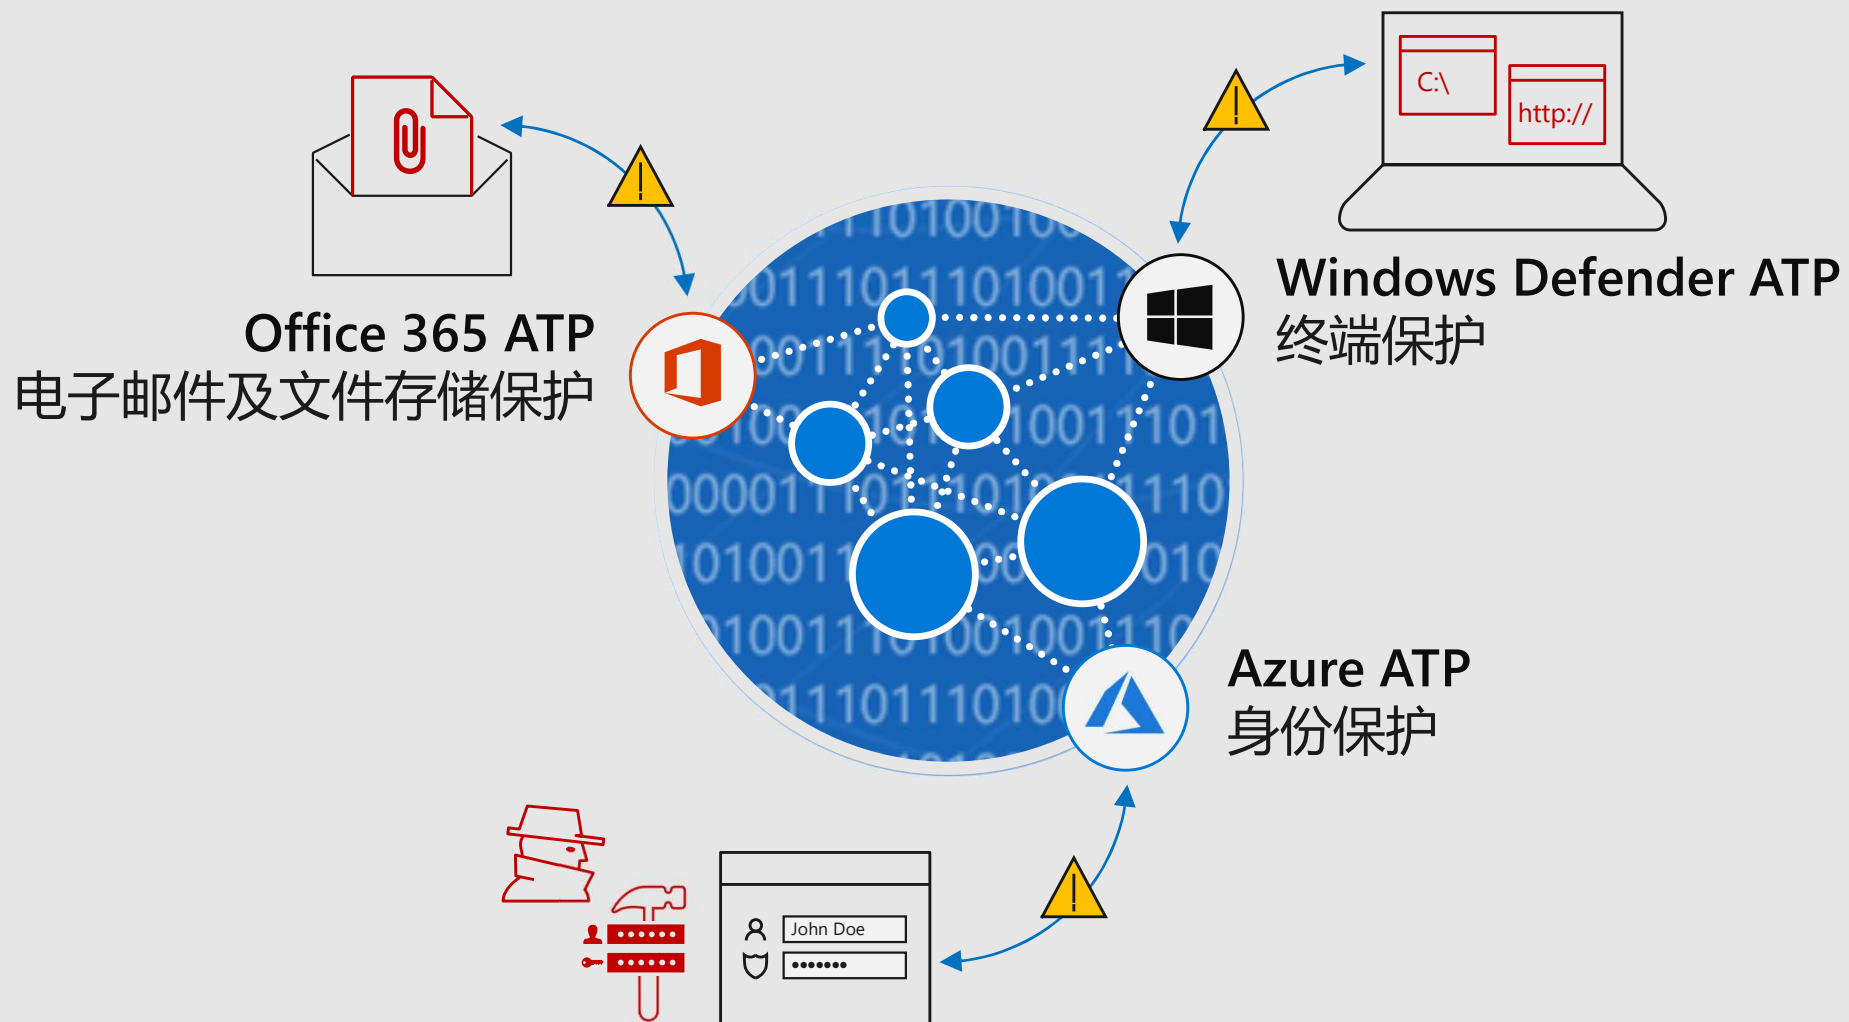 C:\
http://
Office 365 ATP
电子邮件及文件存储保护
Windows Defender ATP
终端保护
Azure ATP
身份保护
John Doe